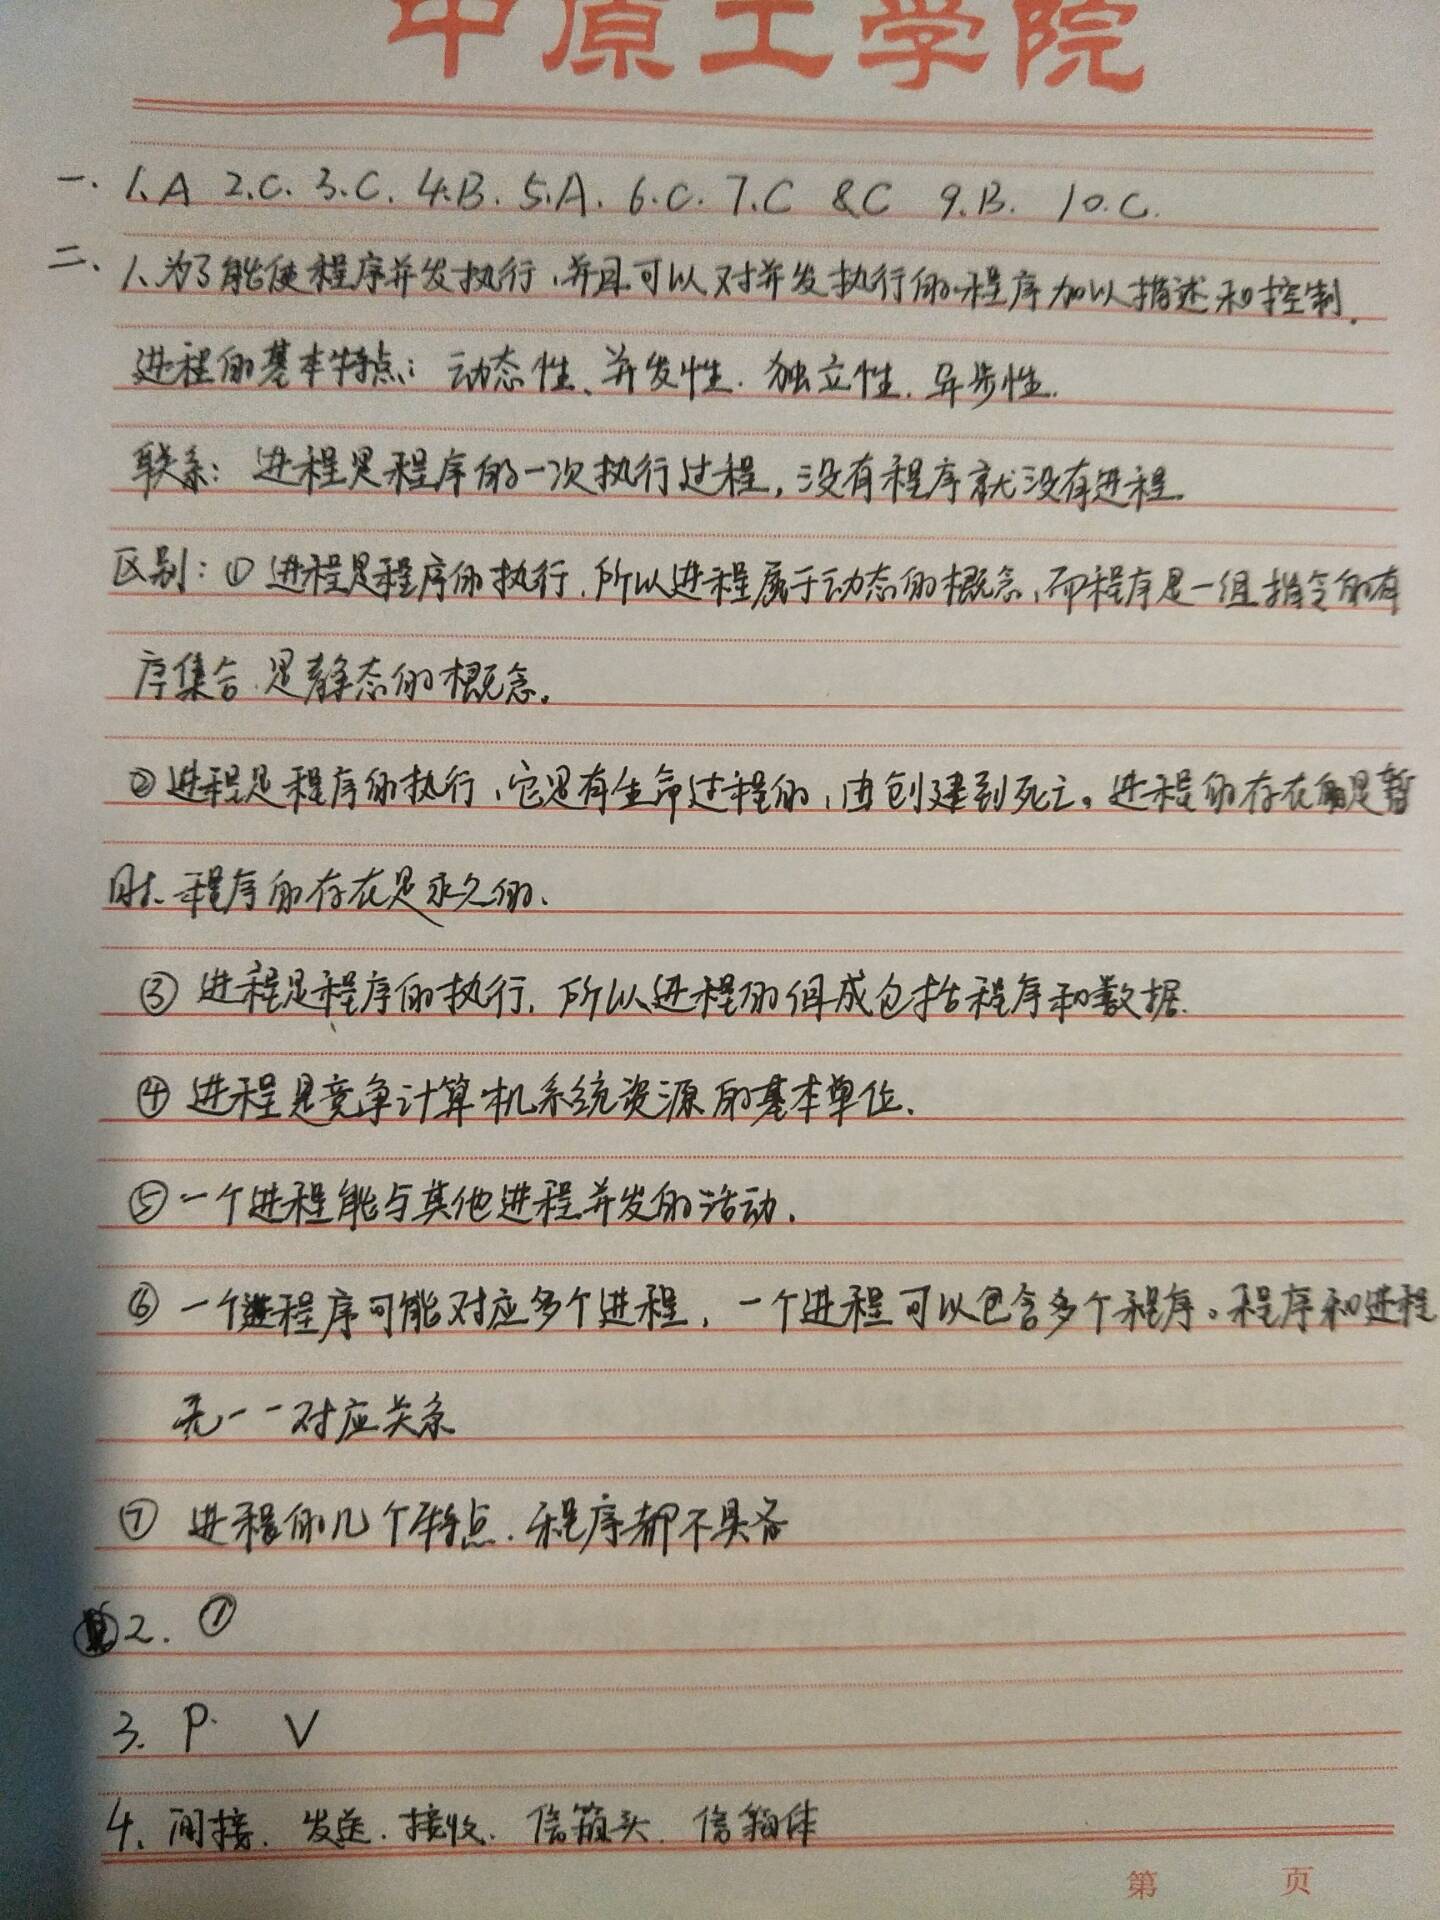 中原工学院
一、1.A 2.C. 3.C. 4.B. 5.A. 6.C. 7.C 8.C 9.B. 10.C.
二、1、为了能使程序并发执行,并且可以对并发执行的程序加以描述和控制.
进程的基本特点:动态性、并发性.独立性.异步性.
联系:进程是程序的一次执行过程,没有程序就没有进程.
区别:①进程是程序的执行,所以进程属于动态的概念,而程序是一组指令的有
序集合.是静态的概念。
②进程是程序的执行,它是有生命过程的,由创建到死亡。进程的存在是暂
时.程序的存在是永久的.
③ 进程是程序的执行,所以进程的组成包括程序和数据.
④ 进程是竞争计算机系统资源的基本单位.
⑤一个进程能与其他进程并发的活动.
⑥ 一个程序可能对应多个进程,一个进程可以包含多个程序。程序和进程
无一一对应关系
⑦ 进程的几个特点.程序都不具备
2. ①
3. P. V
4、间接.发送.接收.信箱头.信箱体
第 页